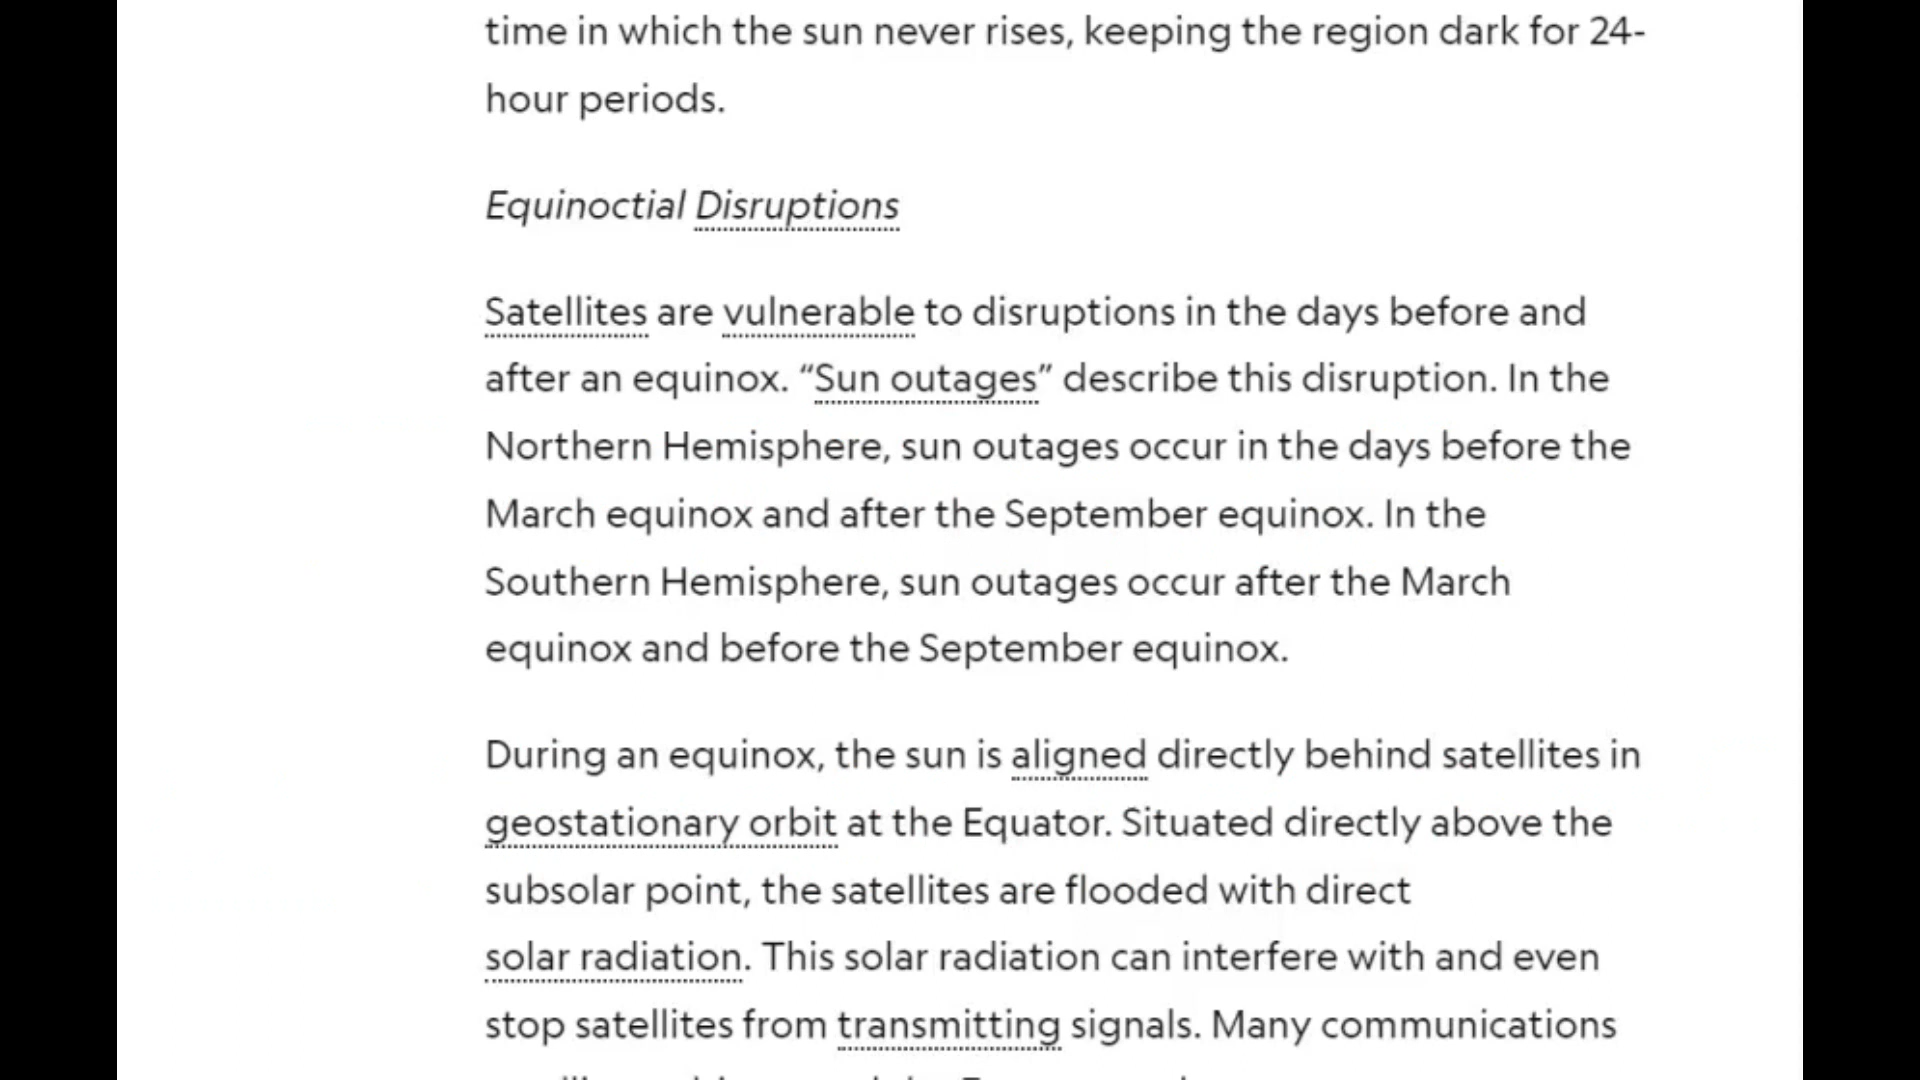 time in which the sun never rises, keeping the region dark for 24-
hour periods.
Equinoctial Disruptions
Satellites are vulnerable to disruptions in the days before and
after an equinox. “Sun outages” describe this disruption. In the
Northern Hemisphere, sun outages occur in the days before the
March equinox and after the September equinox. In the
Southern Hemisphere, sun outages occur after the March
equinox and before the September equinox.
During an equinox, the sun is aligned directly behind satellites in
geostationary orbit at the Equator. Situated directly above the
subsolar point, the satellites are flooded with direct
solar radiation. This solar radiation can interfere with and even
stop satellites from transmitting signals. Many communications